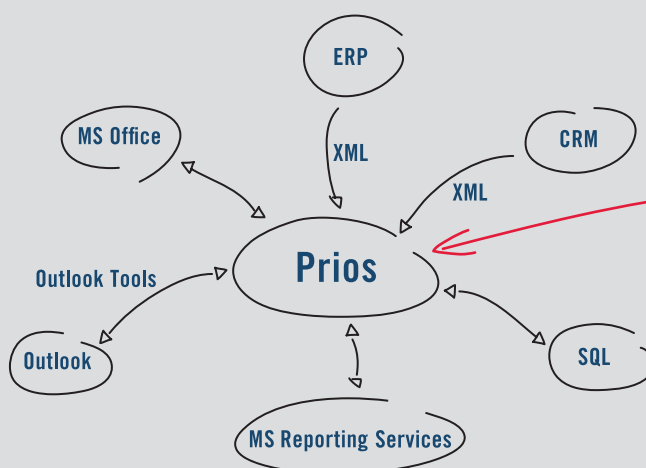 ERP
MS Office
XML
CRM
XML
Prios
Outlook Tools
Outlook
SQL
MS Reporting Services